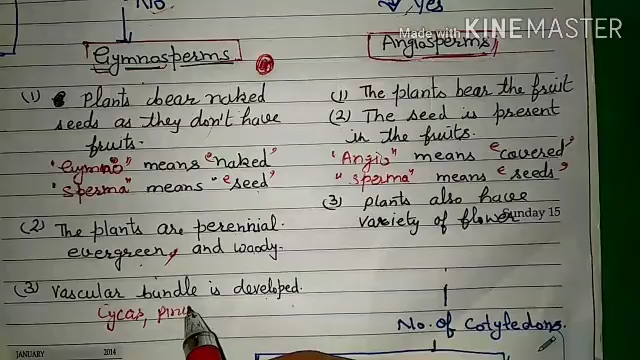 No
Yes
Made with KINEMASTER
Gymnosperms
Angiosperms
(1) Plants bear naked
seeds as they don't have
fruits.
"Gymno" means "naked"
"sperma" means "seed"
(2) The plants are perennial.
evergreen, and woody.
(3) Vascular bundle is developed.
Cycas, pinu
(1) The plants bear the fruit
(2) The seed is present
in the fruits.
"Angio" means "covered"
"sperma" means "seeds"
(3) Plants also have
variety of flower
Sunday 15
No. of Cotyledons.
JANUARY 2014